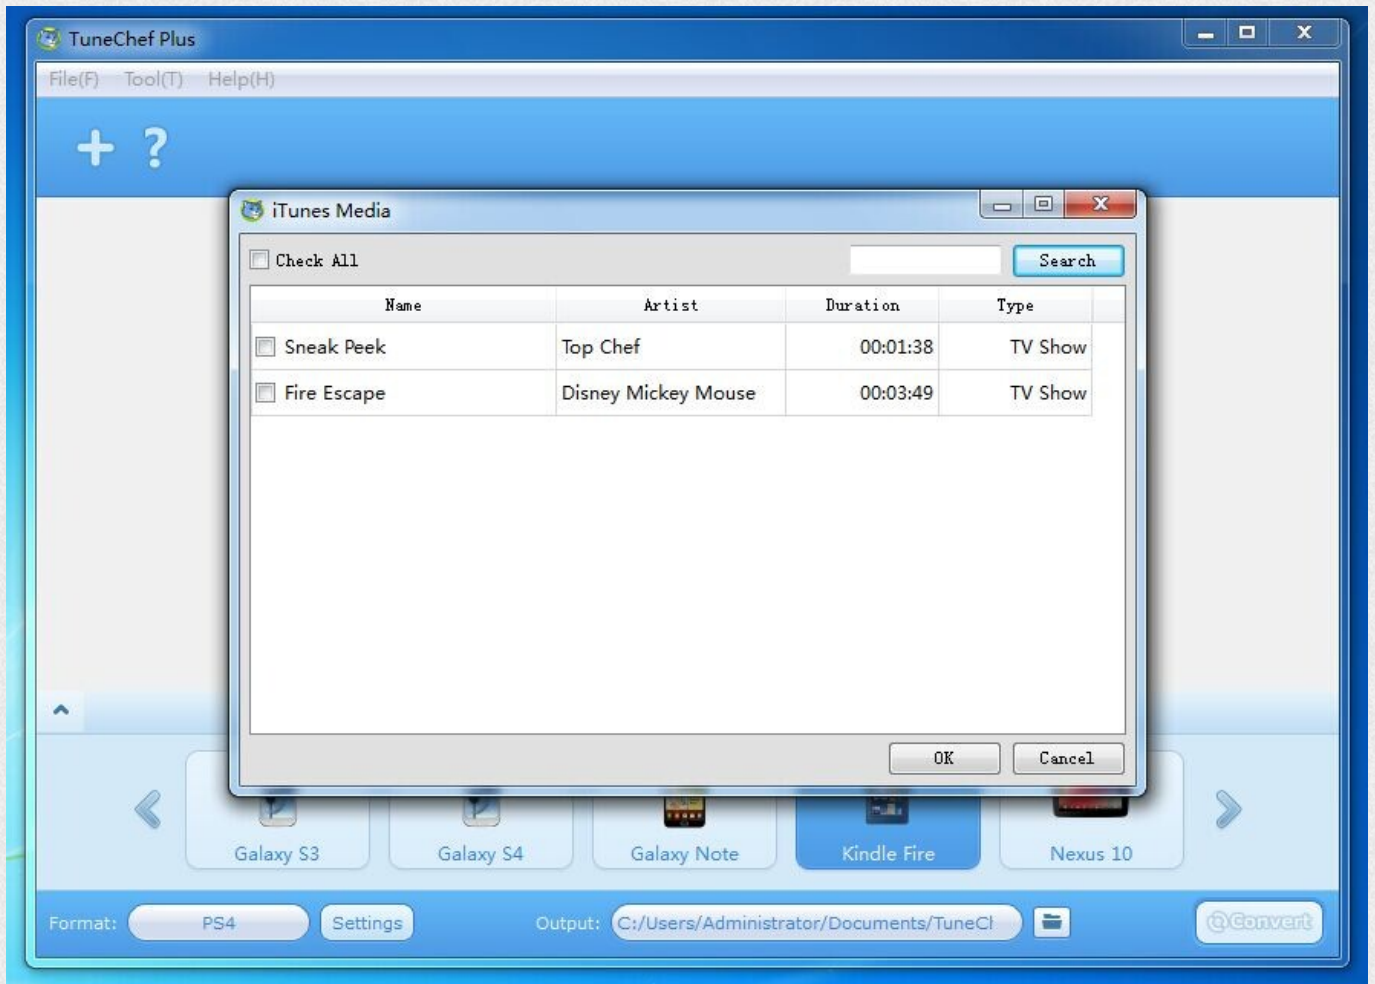 TuneChef Plus
File(F) Tool(T) Help(H)
iTunes Media
Check All Search
Name Artist Duration Type
Sneak Peek Top Chef 00:01:38 TV Show
Fire Escape Disney Mickey Mouse 00:03:49 TV Show
OK Cancel
Galaxy S3 Galaxy S4 Galaxy Note Kindle Fire Nexus 10
Format: PS4 Settings Output: C:/Users/Administrator/Documents/TuneCh Convert